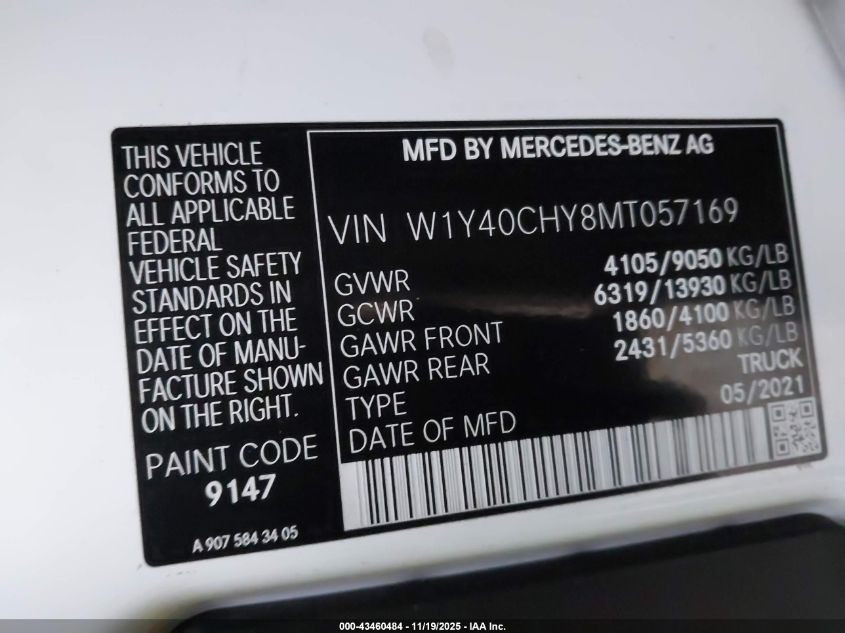 THIS VEHICLE
CONFORMS TO
ALL APPLICABLE
FEDERAL
VEHICLE SAFETY
STANDARDS IN
EFFECT ON THE
DATE OF MANU-
FACTURE SHOWN
ON THE RIGHT.
PAINT CODE
9147
A 907 584 34 05
MFD BY MERCEDES-BENZ AG
VIN W1Y40CHY8MT057169
GVWR 4105/9050 KG/LB
GCWR 6319/13930 KG/LB
GAWR FRONT 1860/4100 KG/LB
GAWR REAR 2431/5360 KG/LB
TYPE TRUCK
DATE OF MFD 05/2021
000-43460484 - 11/19/2025 - IAA Inc.